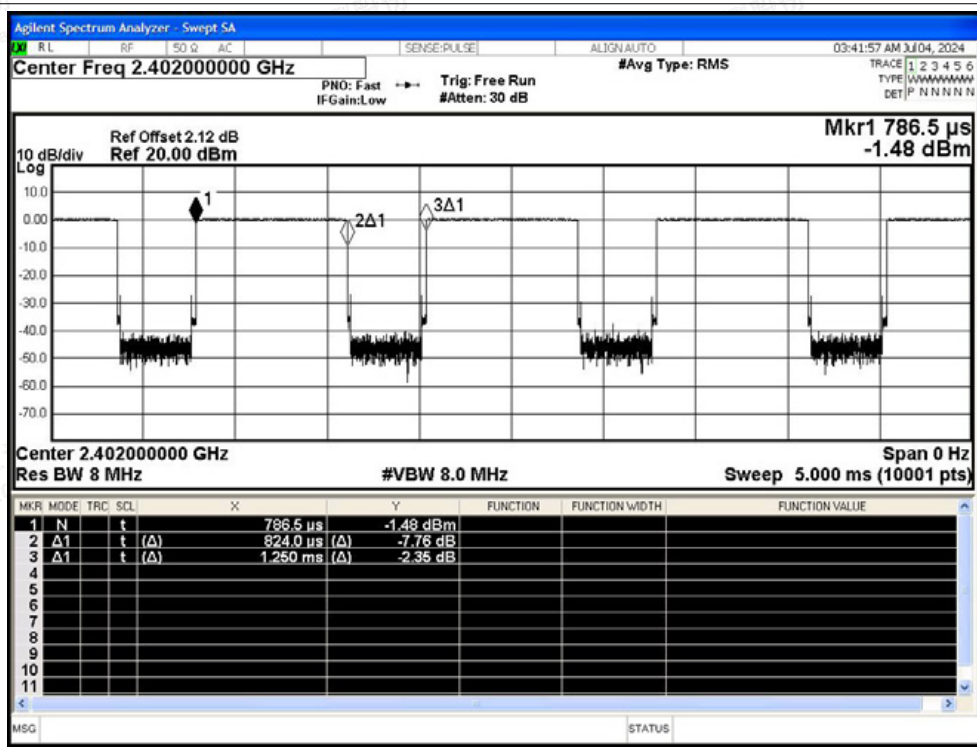 Agilent Spectrum Analyzer - Swept SA
RL RF 50 Ω AC SENSE:PULSE ALIGNAUTO 03:41:57 AM Jul 04, 2024
Center Freq 2.402000000 GHz #Avg Type: RMS TRACE 1 2 3 4 5 6
PNO: Fast Trig: Free Run TYPE WWWWWW
IFGain:Low #Atten: 30 dB DET P N N N N N
Mkr1 786.5 µs
Ref Offset 2.12 dB
10 dB/div Ref 20.00 dBm -1.48 dBm
Log
10.0
0.00
-10.0
-20.0
-30.0
-40.0
-50.0
-60.0
-70.0
1
2Δ1
3Δ1
Center 2.402000000 GHz Span 0 Hz
Res BW 8 MHz #VBW 8.0 MHz Sweep 5.000 ms (10001 pts)
MKR MODE TRC SCL X Y FUNCTION FUNCTION WIDTH FUNCTION VALUE
1 N t 786.5 µs -1.48 dBm
2 Δ1 t (Δ) 824.0 µs (Δ) -7.76 dB
3 Δ1 t (Δ) 1.250 ms (Δ) -2.35 dB
4
5
6
7
8
9
10
11
MSG STATUS